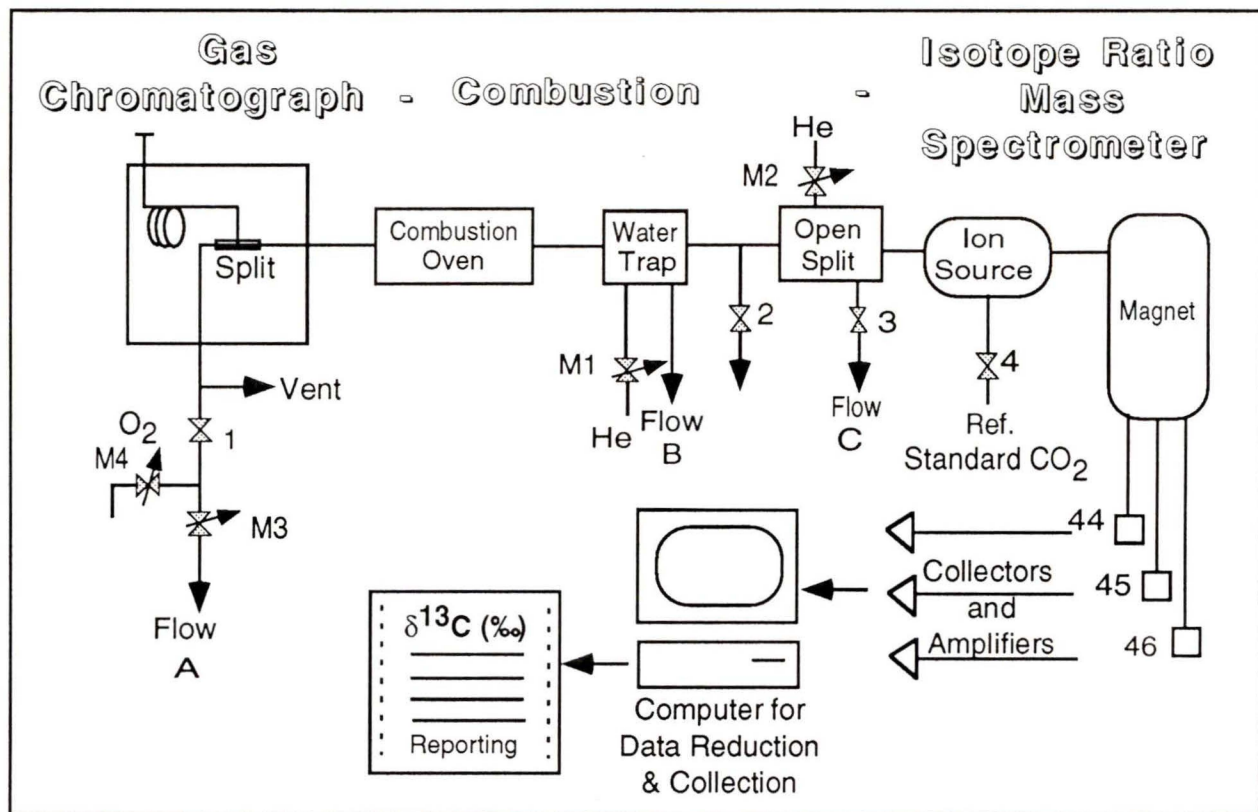 Gas
Chromatograph - Combustion -
Isotope Ratio
Mass
Spectrometer
He
M2
Split
Combustion
Oven
Water
Trap
Open
Split
Ion
Source
Magnet
Vent
O2
M4
1
M3
Flow
A
M1
He
Flow
B
2
3
Flow
C
4
Ref.
Standard CO2
44
45
46
Collectors
and
Amplifiers
δ13C (‰)
Reporting
Computer for
Data Reduction
& Collection